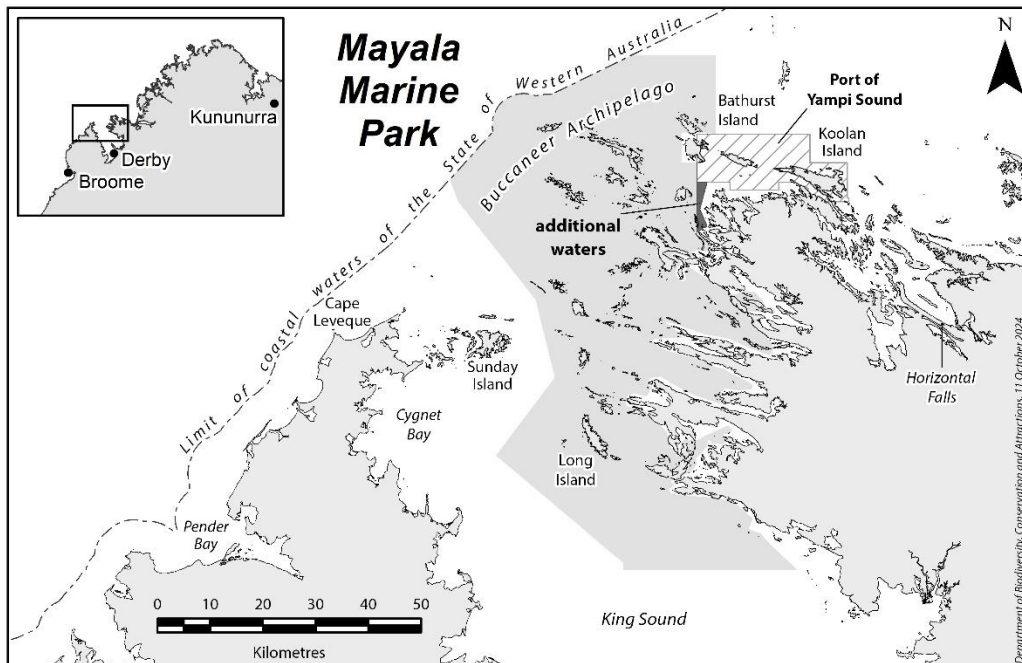 Mayala
Marine
Park
Kununurra
Derby
Broome
N
Limit of coastal waters of the State of Western Australia
Buccaneer Archipelago
Bathurst
Island
Port of
Yampi Sound
Koolan
Island
additional
waters
Cape
Leveque
Sunday
Island
Cygnet
Bay
Horizontal
Falls
Long
Island
Pender
Bay
0 10 20 30 40 50
Kilometres
King Sound
Department of Biodiversity, Conservation and Attractions, 11 October 2024